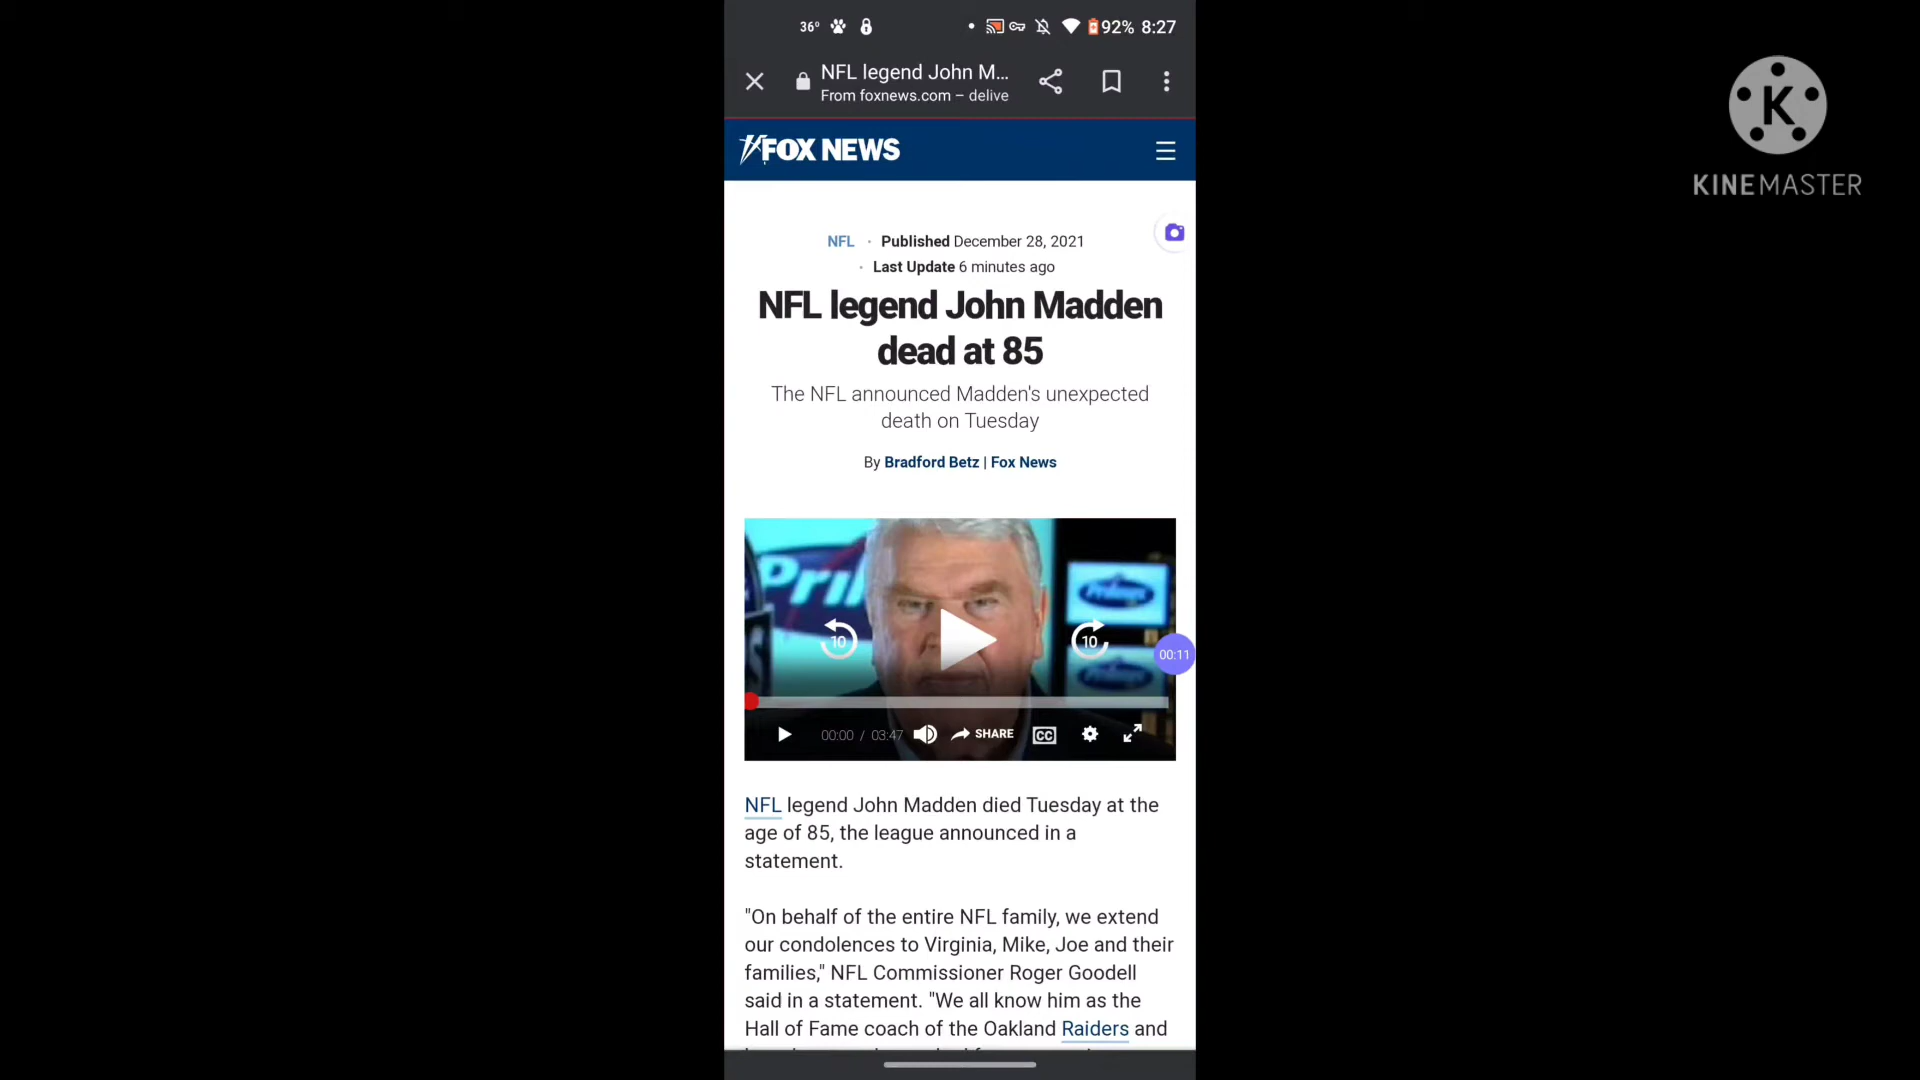 36°
92% 8:27
NFL legend John M...
From foxnews.com – delive
FOX NEWS
K
KINEMASTER
NFL · Published December 28, 2021
· Last Update 6 minutes ago
NFL legend John Madden
dead at 85
The NFL announced Madden's unexpected
death on Tuesday
By Bradford Betz | Fox News
10
10
00:11
00:00 / 03:47 SHARE CC
NFL legend John Madden died Tuesday at the
age of 85, the league announced in a
statement.
"On behalf of the entire NFL family, we extend
our condolences to Virginia, Mike, Joe and their
families," NFL Commissioner Roger Goodell
said in a statement. "We all know him as the
Hall of Fame coach of the Oakland Raiders and